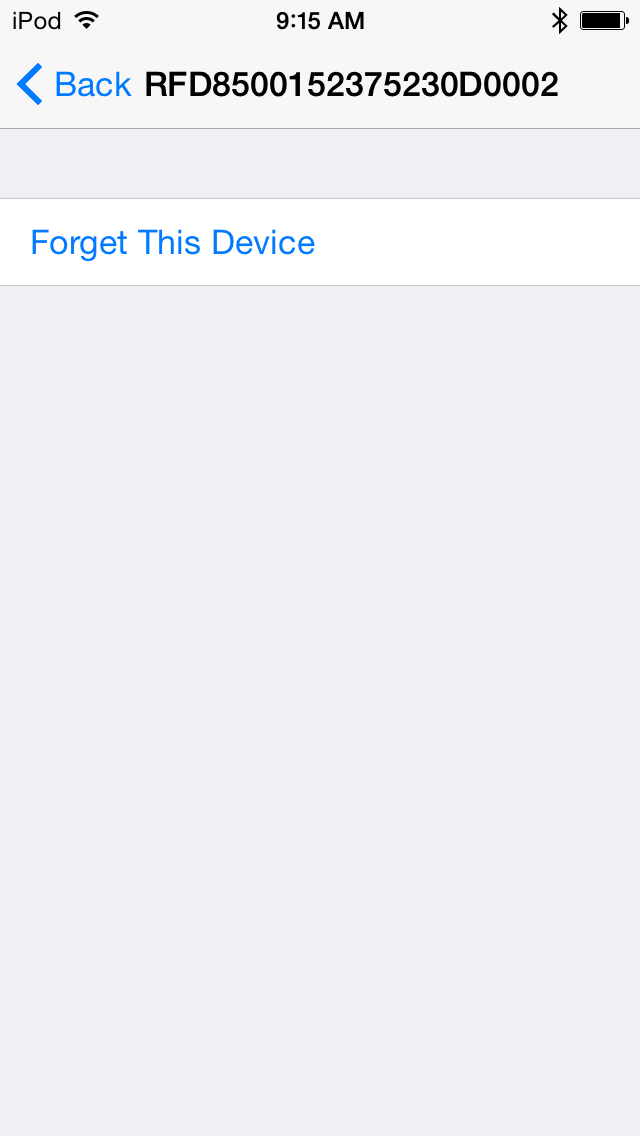 iPod 9:15 AM
Back RFD8500152375230D0002
Forget This Device